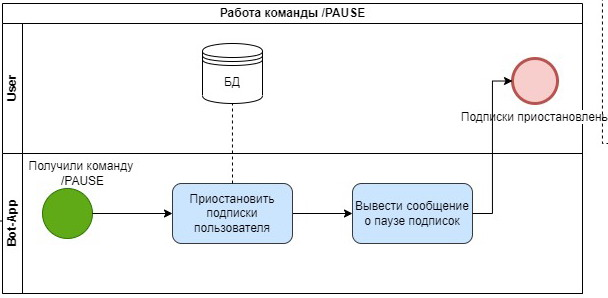 Работа команды /PAUSE
User
БД
Подписки приостановлены
Bot-App
Получили команду
/PAUSE
Приостановить
подписки
пользователя
Вывести сообщение
о паузе подписок